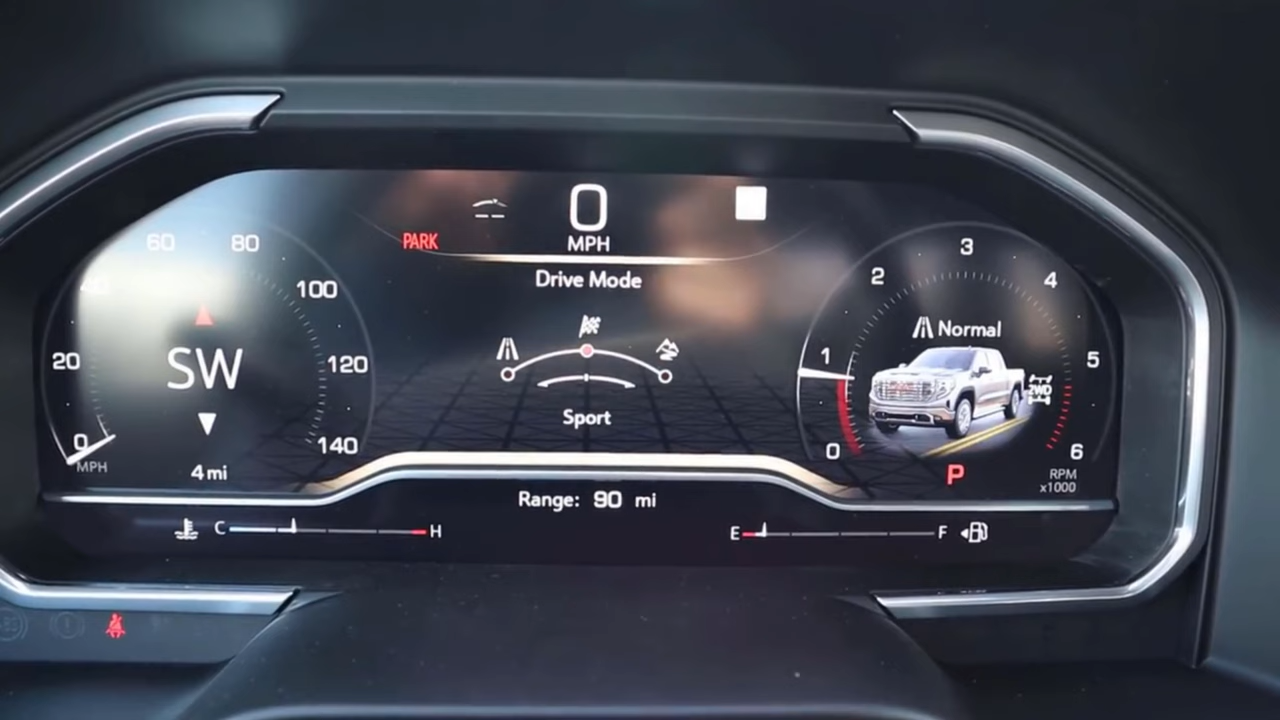 0
MPH
PARK
Drive Mode
Sport
0
20
40
60
80
100
120
140
MPH
SW
4 mi
0
1
2
3
4
5
6
RPM
x1000
Normal
2WD
P
Range: 90 mi
C
H
E
F